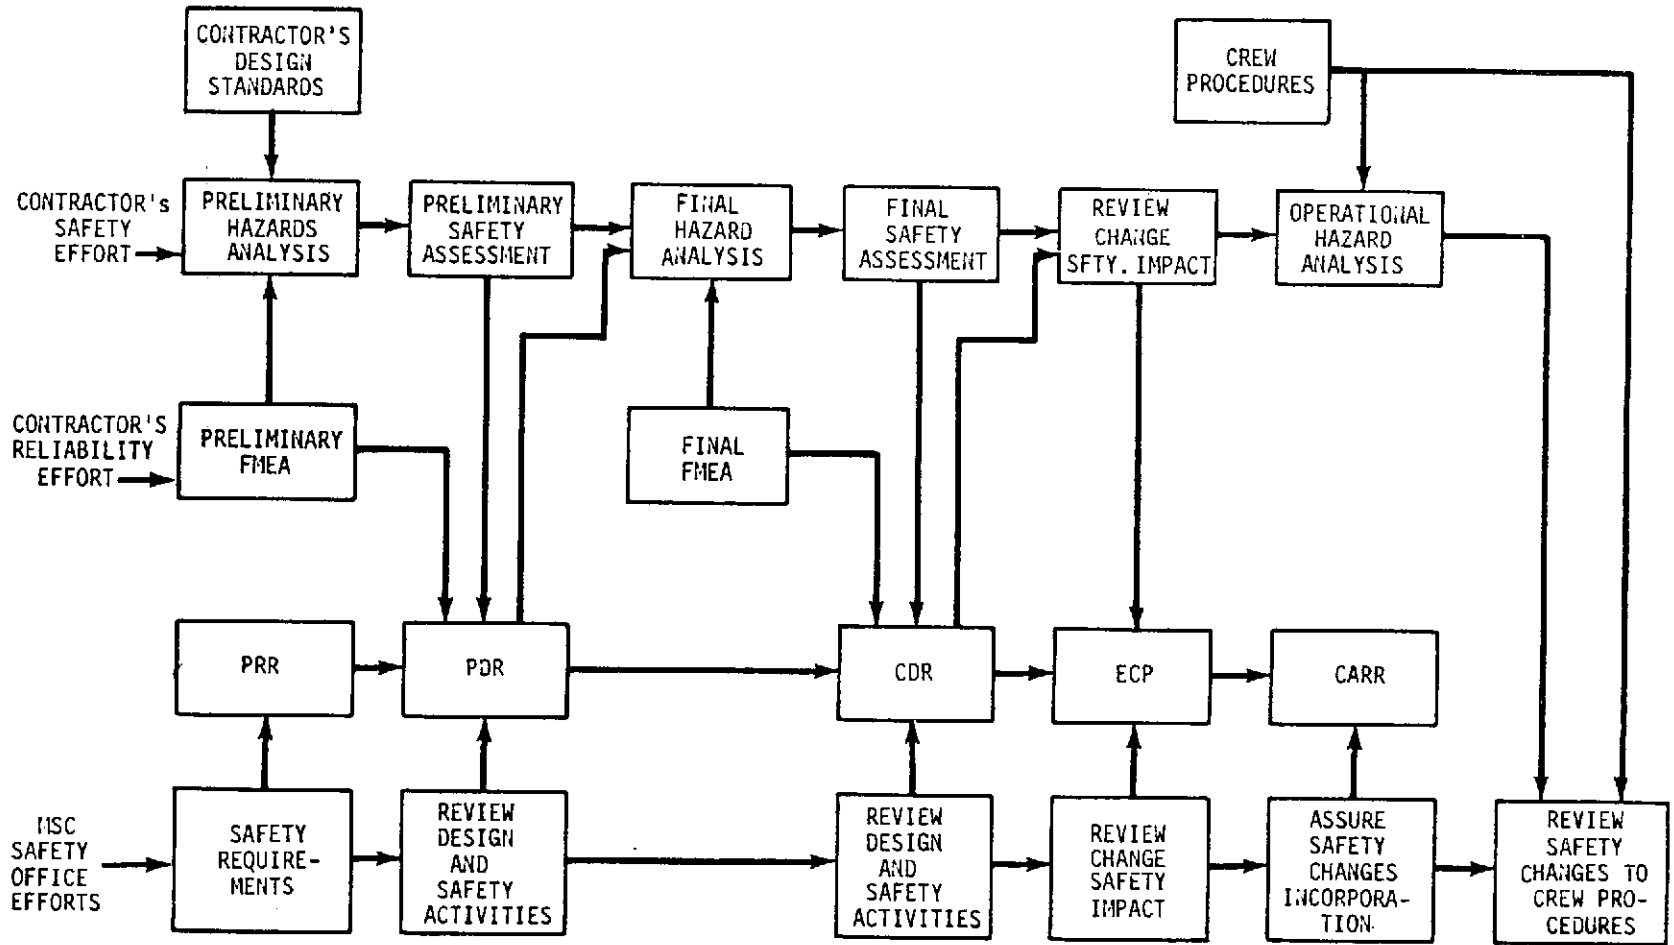 CONTRACTOR'S
DESIGN
STANDARDS
CREW
PROCEDURES
CONTRACTOR's
SAFETY
EFFORT
PRELIMINARY
HAZARDS
ANALYSIS
PRELIMINARY
SAFETY
ASSESSMENT
FINAL
HAZARD
ANALYSIS
FINAL
SAFETY
ASSESSMENT
REVIEW
CHANGE
SFTY. IMPACT
OPERATIONAL
HAZARD
ANALYSIS
CONTRACTOR'S
RELIABILITY
EFFORT
PRELIMINARY
FMEA
FINAL
FMEA
PRR
PDR
CDR
ECP
CARR
MSC
SAFETY
OFFICE
EFFORTS
SAFETY
REQUIRE-
MENTS
REVIEW
DESIGN
AND
SAFETY
ACTIVITIES
REVIEW
DESIGN
AND
SAFETY
ACTIVITIES
REVIEW
CHANGE
SAFETY
IMPACT
ASSURE
SAFETY
CHANGES
INCORPORA-
TION
REVIEW
SAFETY
CHANGES TO
CREW PRO-
CEDURES